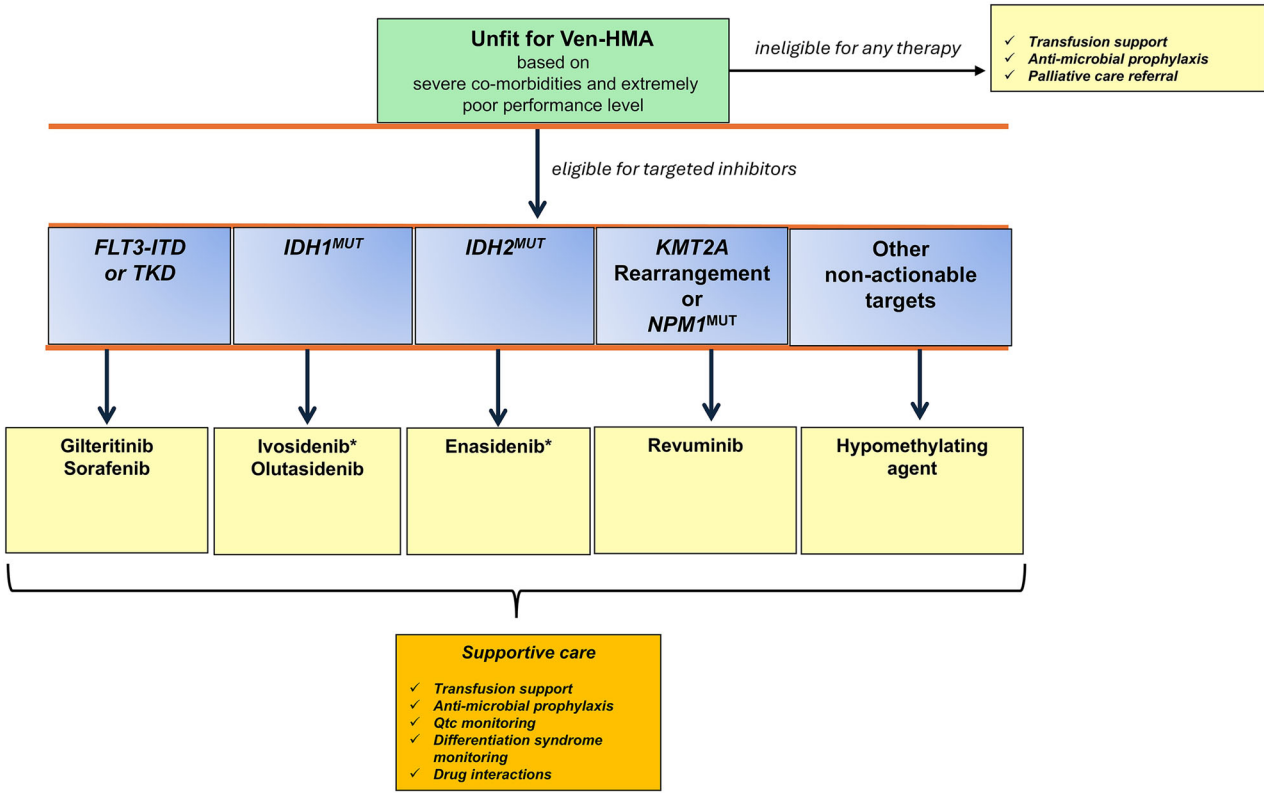 Unfit for Ven-HMA
based on
severe co-morbidities and extremely
poor performance level
ineligible for any therapy
✓ Transfusion support
✓ Anti-microbial prophylaxis
✓ Palliative care referral
eligible for targeted inhibitors
FLT3-ITD
or TKD
IDH1MUT
IDH2MUT
KMT2A
Rearrangement
or
NPM1MUT
Other
non-actionable
targets
Gilteritinib
Sorafenib
Ivosidenib*
Olutasidenib
Enasidenib*
Revuminib
Hypomethylating
agent
Supportive care
✓ Transfusion support
✓ Anti-microbial prophylaxis
✓ Qtc monitoring
✓ Differentiation syndrome
monitoring
✓ Drug interactions